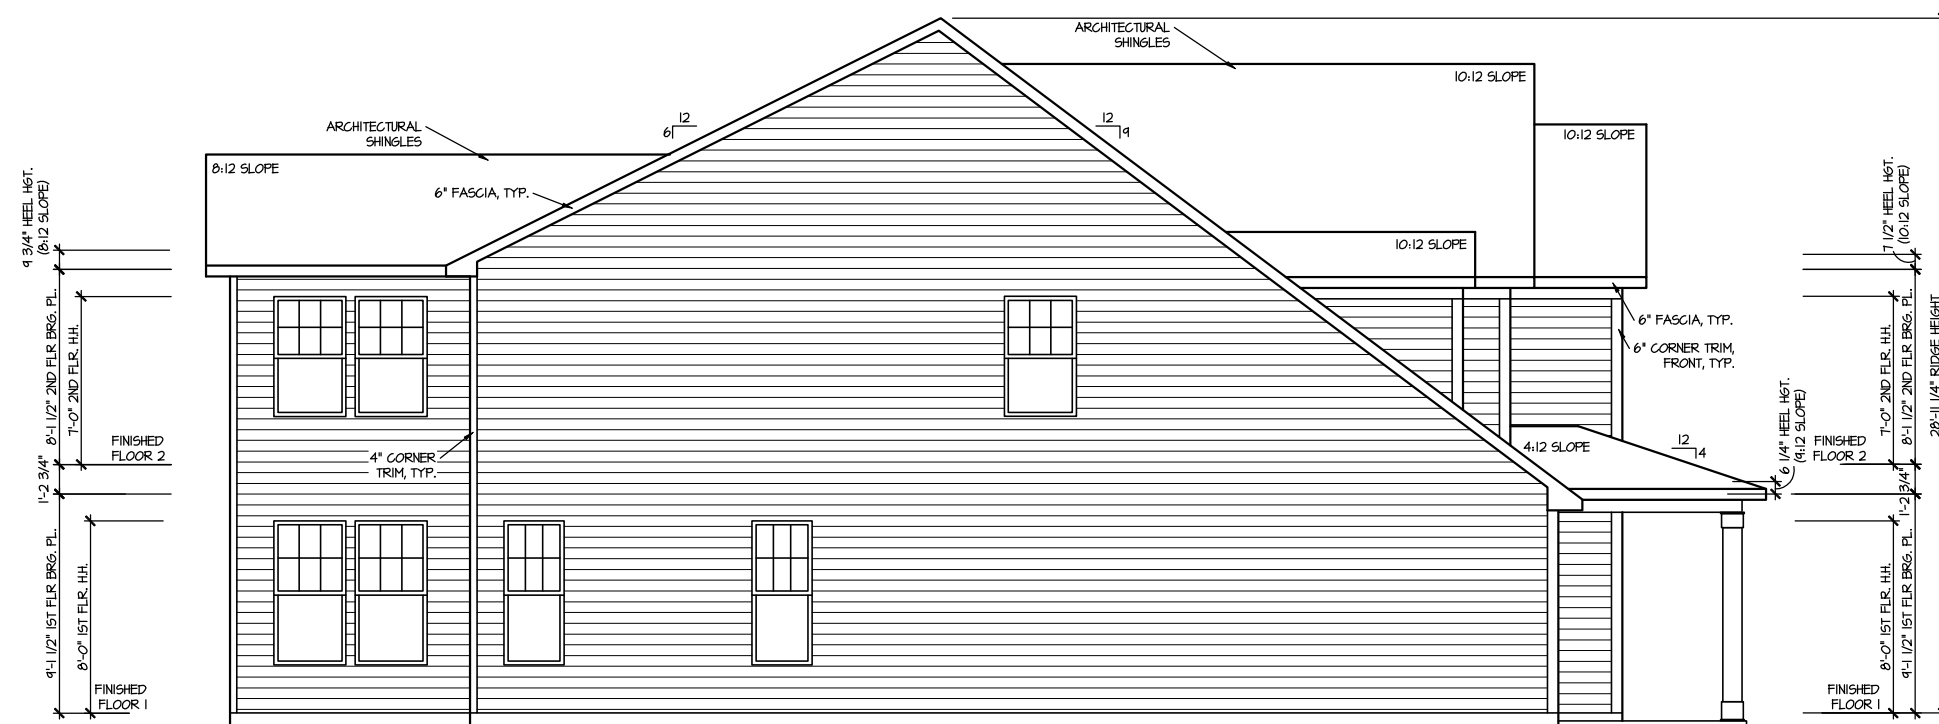 ARCHITECTURAL
SHINGLES
10:12 SLOPE
12
6
12
9
ARCHITECTURAL
SHINGLES
10:12 SLOPE
8:12 SLOPE
6" FASCIA, TYP.
9 3/4" HEEL HGT.
(8:12 SLOPE)
7 1/2" HEEL HGT.
(10:12 SLOPE)
10:12 SLOPE
8'-1 1/2" 2ND FLR BRG. PL.
7'-0" 2ND FLR. H.H.
6" FASCIA, TYP.
6" CORNER TRIM,
FRONT, TYP.
7'-0" 2ND FLR. H.H.
8'-1 1/2" 2ND FLR BRG. PL.
28'-11 1/4" RIDGE HEIGHT
FINISHED
FLOOR 2
4" CORNER
TRIM, TYP.
4:12 SLOPE
12
4
6 1/4" HEEL HGT.
(9:12 SLOPE)
FINISHED
FLOOR 2
1'-2 3/4"
1'-2 3/4"
9'-1 1/2" 1ST FLR BRG. PL.
8'-0" 1ST FLR. H.H.
8'-0" 1ST FLR. H.H.
9'-1 1/2" 1ST FLR BRG. PL.
FINISHED
FLOOR 1
FINISHED
FLOOR 1